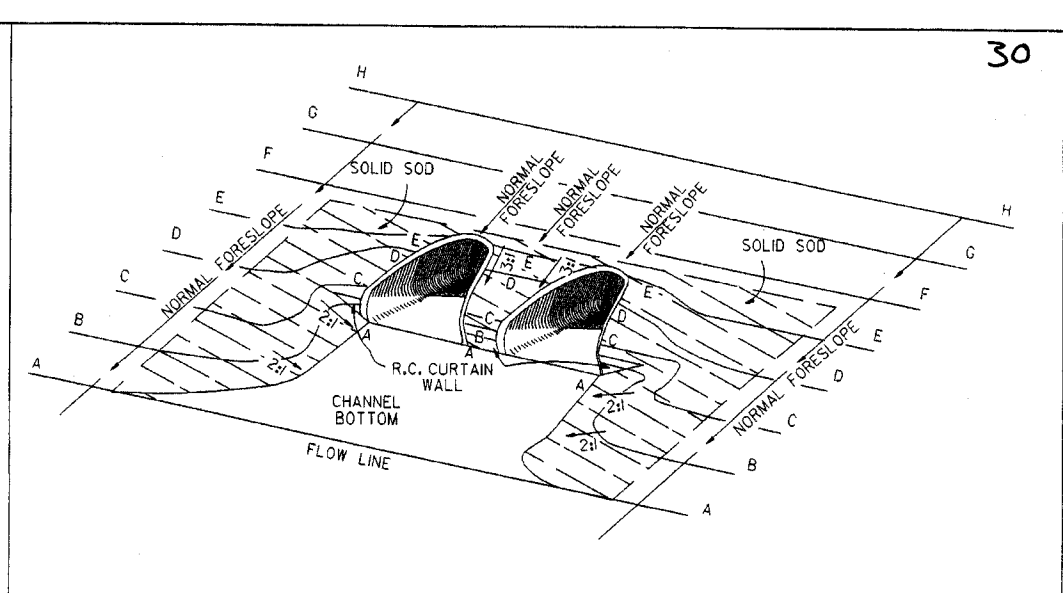 30
H
G
F
SOLID SOD
NORMAL
FORESLOPE
NORMAL
FORESLOPE
NORMAL
FORESLOPE
E
H
D
NORMAL FORESLOPE
E
3:1
E
3:1
SOLID SOD
G
C
D
D
E
F
B
C
C
D
2:1
A
B
A
C
E
A
2:1
R.C. CURTAIN
WALL
A
NORMAL FORESLOPE
D
CHANNEL
BOTTOM
2:1
C
FLOW LINE
2:1
B
A